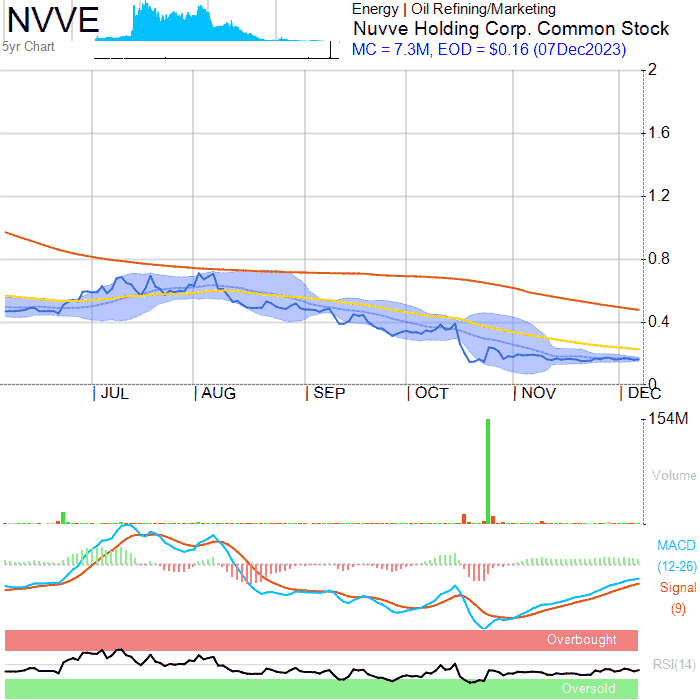 NVVE
5yr Chart
Energy | Oil Refining/Marketing
Nuvve Holding Corp. Common Stock
MC = 7.3M, EOD = $0.16 (07Dec2023)
2
1.6
1.2
0.8
0.4
0
JUL AUG SEP OCT NOV DEC
154M
Volume
MACD
(12-26)
Signal
(9)
Overbought
RSI(14)
Oversold